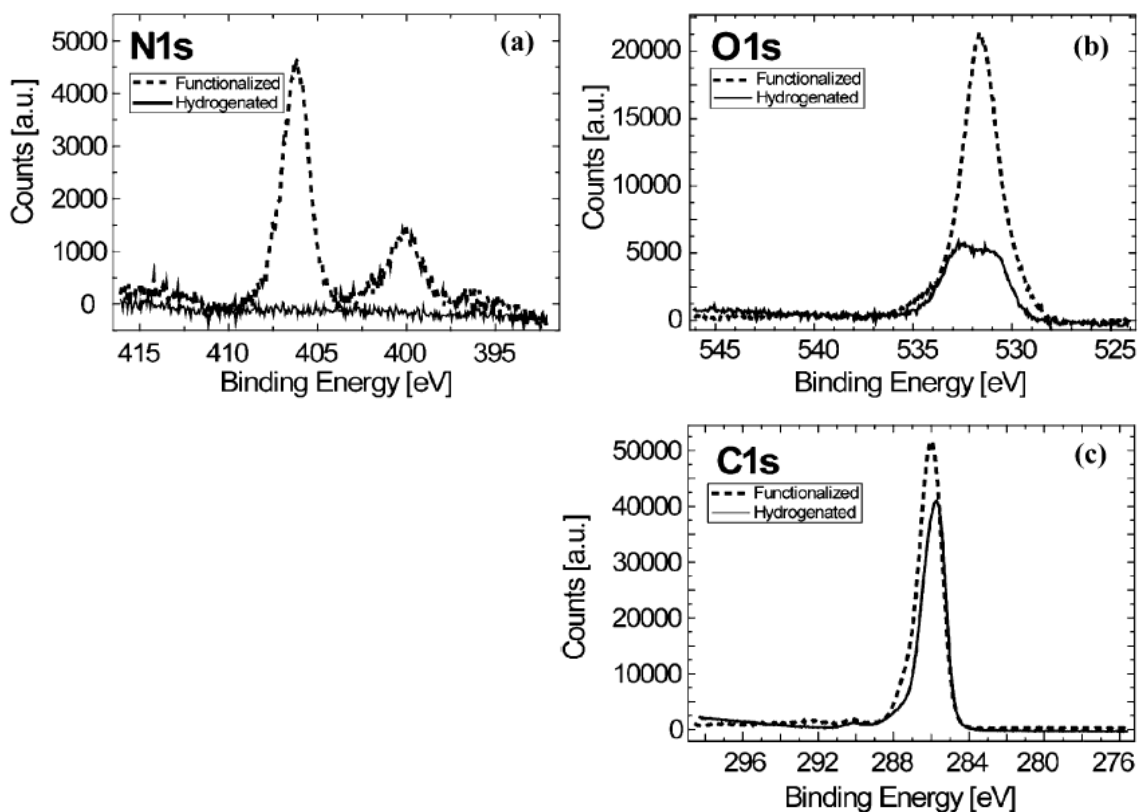 N1s (a)
Functionalized
Hydrogenated
Counts [a.u.]
5000
4000
3000
2000
1000
0
415 410 405 400 395
Binding Energy [eV]
O1s (b)
Functionalized
Hydrogenated
Counts [a.u.]
20000
15000
10000
5000
0
545 540 535 530 524
Binding Energy [eV]
C1s (c)
Functionalized
Hydrogenated
Counts [a.u.]
50000
40000
30000
20000
10000
0
296 292 288 284 280 276
Binding Energy [eV]